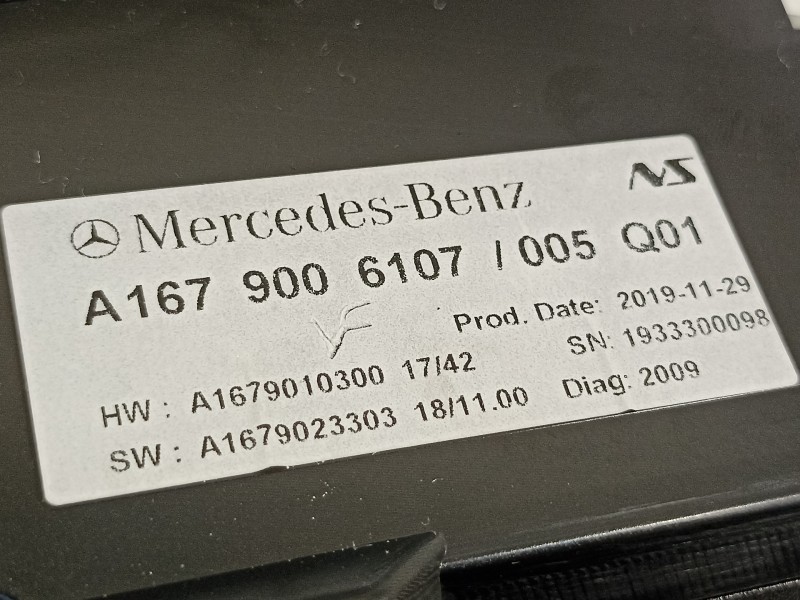 NS
Mercedes-Benz
A167 900 6107 / 005 Q01
Prod. Date: 2019-11-29
SN: 1933300098
HW : A1679010300 17/42
SW : A1679023303 18/11.00 Diag: 2009